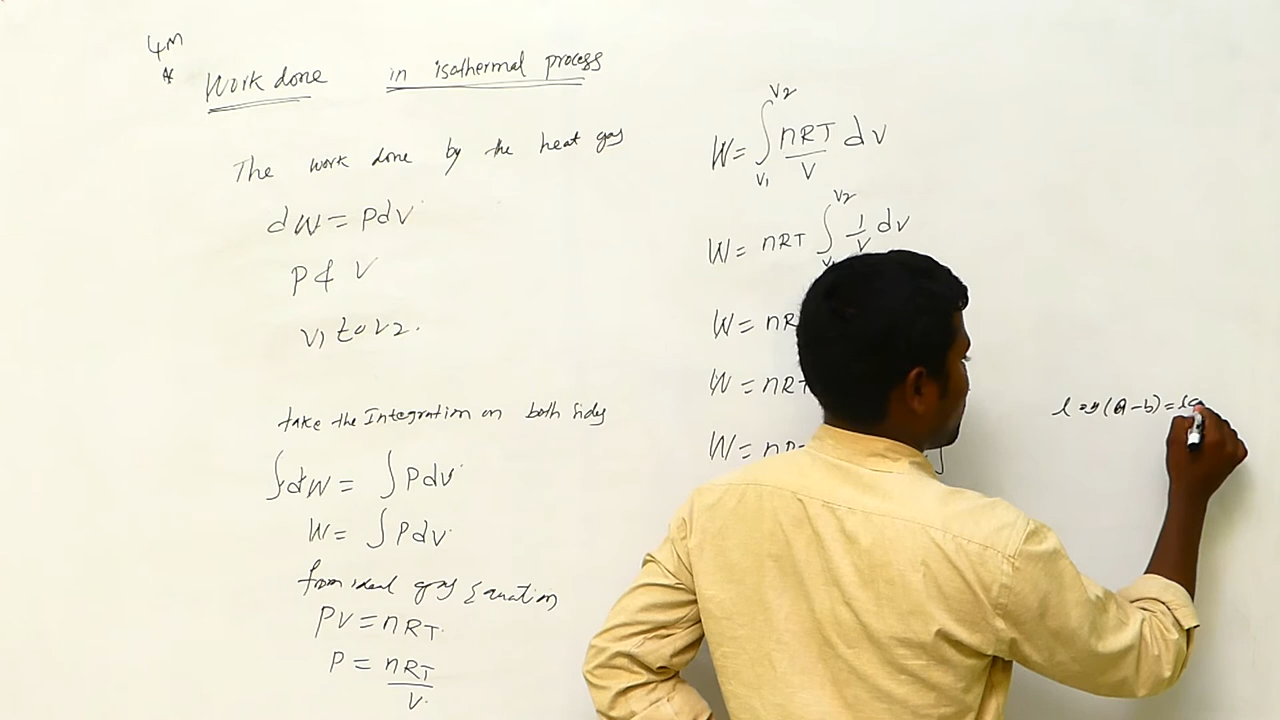 4M
* Work done in isothermal process
The work done by the heat gas
dW = Pdv
P & V
V1 to V2.
take the Integration on both sides
∫dW = ∫Pdv
W = ∫Pdv
from ideal gas Equation
PV = nRT.
P = nRT/V.
W = ∫V1^V2 nRT/V dv
W = nRT ∫V1^V2 1/V dv
W = nR
W = nRT
W = nR
(a-b) =